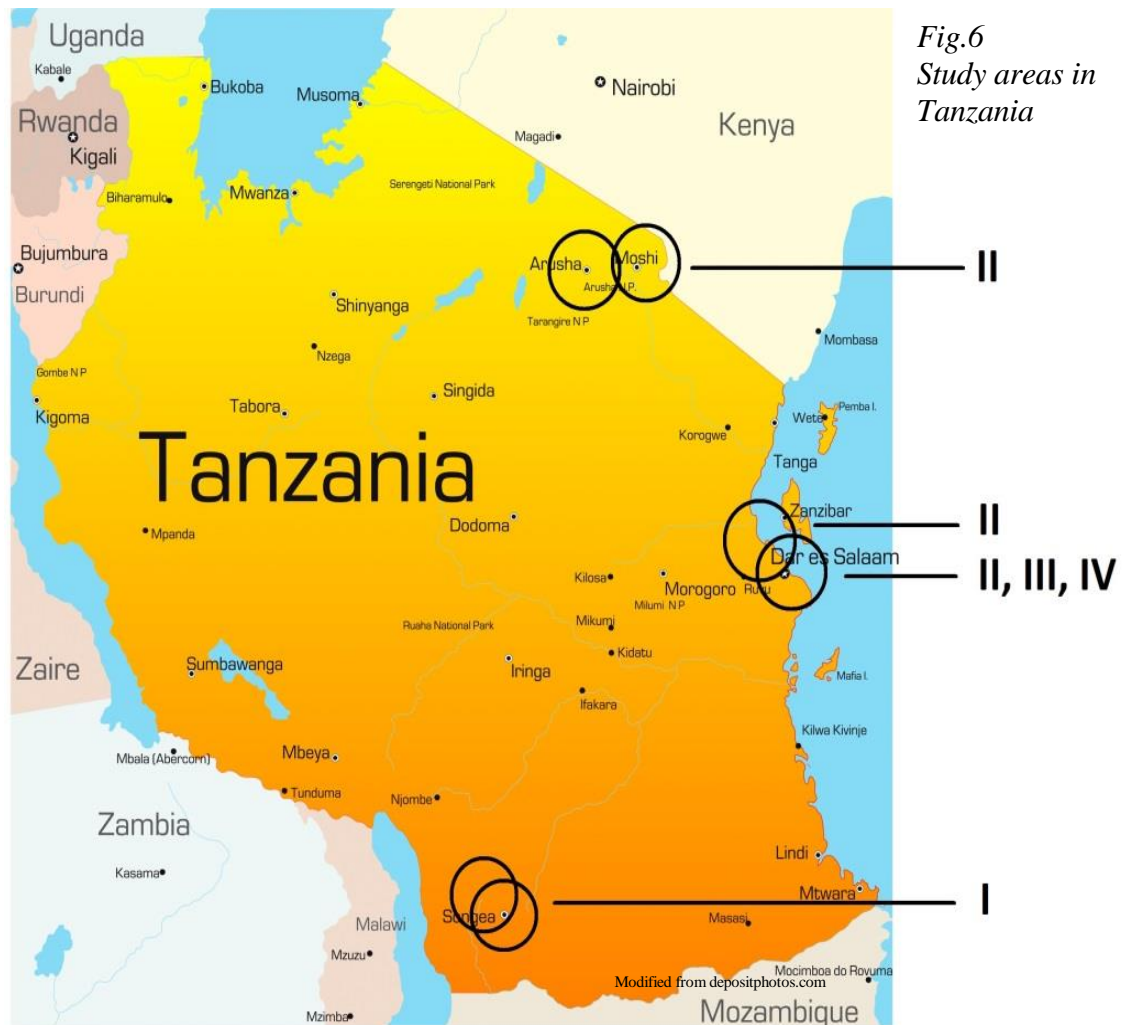 Fig.6
Study areas in
Tanzania
Uganda
Kabale
Bukoba
Musoma
Nairobi
Rwanda
Kigali
Magadi
Kenya
Serengeti National Park
Biharamulo
Mwanza
Bujumbura
Burundi
Arusha
Moshi
II
Arusha N.P.
Shinyanga
Tarangire N P
Mombasa
Nzega
Gombe N P
Singida
Kigoma
Tabora
Wete
Pemba I.
Korogwe
Tanzania
Tanga
Zanzibar
II
Mpanda
Dodoma
Dar es Salaam
II, III, IV
Kilosa
Morogoro
Ruvu
Milumi N P
Mikumi
Ruaha National Park
Kidatu
Zaire
Sumbawanga
Iringa
Mafia I.
Ifakara
Kilwa Kivinje
Mbala (Abercorn)
Mbeya
Tunduma
Njombe
Zambia
Lindi
Kasama
Mtwara
I
Songea
Masasi
Malawi
Mzuzu
Mocimboa do Rovuma
Modified from depositphotos.com
Mzimba
Mozambique